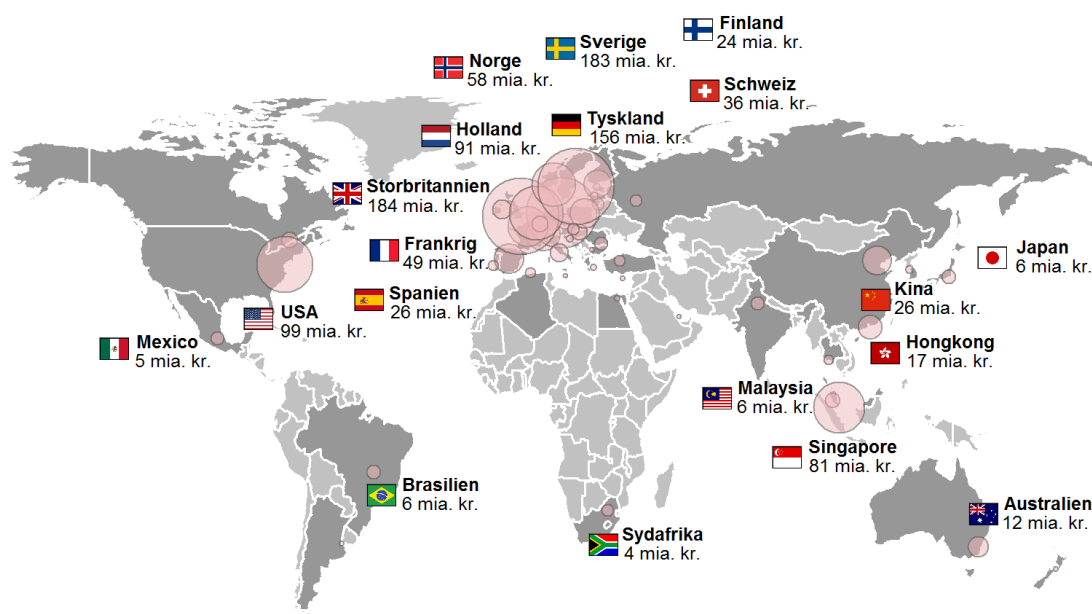 Finland
24 mia. kr.
Sverige
183 mia. kr.
Norge
58 mia. kr.
Schweiz
36 mia. kr.
Tyskland
156 mia. kr.
Holland
91 mia. kr.
Storbritannien
184 mia. kr.
Frankrig
49 mia. kr.
Japan
6 mia. kr.
Spanien
26 mia. kr.
Kina
26 mia. kr.
USA
99 mia. kr.
Mexico
5 mia. kr.
Hongkong
17 mia. kr.
Malaysia
6 mia. kr.
Singapore
81 mia. kr.
Brasilien
6 mia. kr.
Australien
12 mia. kr.
Sydafrika
4 mia. kr.